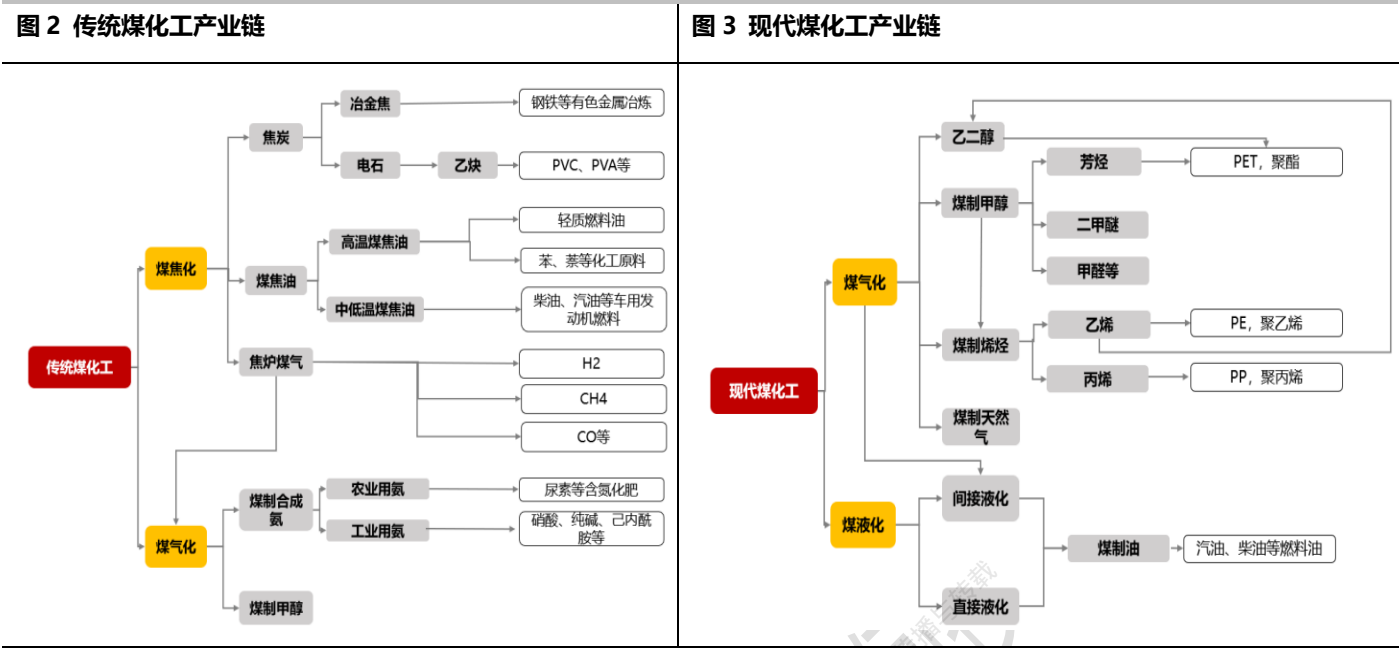 图 2 传统煤化工产业链
冶金焦
钢铁等有色金属冶炼
焦炭
电石
乙炔
PVC、PVA等
轻质燃料油
高温煤焦油
苯、萘等化工原料
煤焦化
煤焦油
中低温煤焦油
柴油、汽油等车用发
动机燃料
传统煤化工
焦炉煤气
H2
CH4
CO等
煤制合成
氨
农业用氨
尿素等含氮化肥
工业用氨
硝酸、纯碱、己内酰
胺等
煤气化
煤制甲醇
图 3 现代煤化工产业链
乙二醇
芳烃
PET，聚酯
煤制甲醇
二甲醚
甲醛等
煤气化
乙烯
PE，聚乙烯
煤制烯烃
丙烯
PP，聚丙烯
现代煤化工
煤制天然
气
间接液化
煤液化
煤制油
汽油、柴油等燃料油
直接液化
播与转载